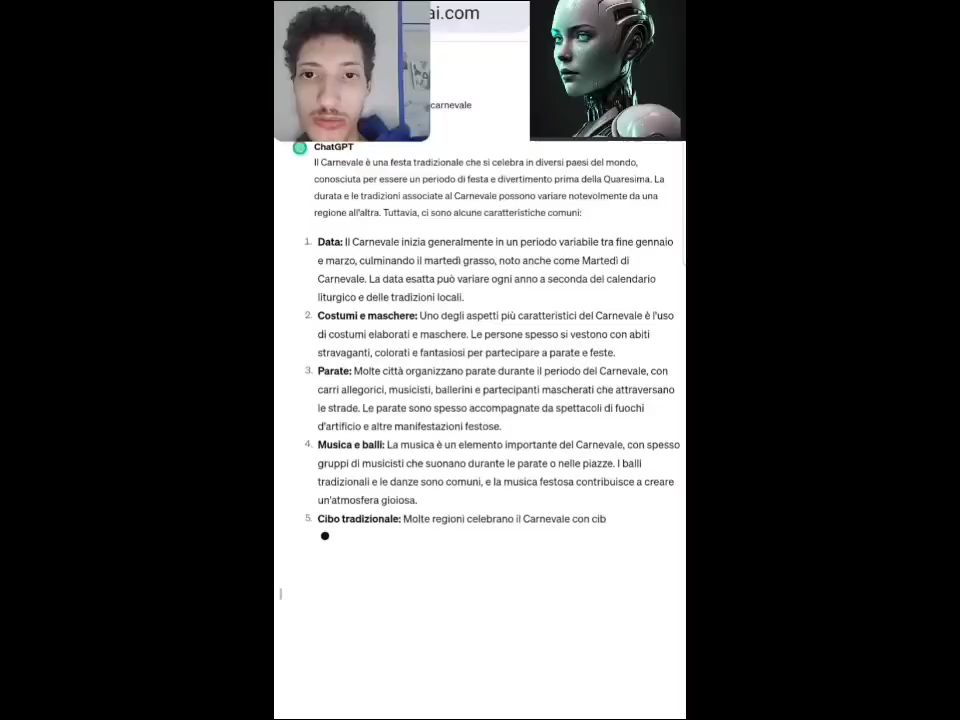 ai.com
carnevale
ChatGPT
Il Carnevale è una festa tradizionale che si celebra in diversi paesi del mondo,
conosciuta per essere un periodo di festa e divertimento prima della Quaresima. La
durata e le tradizioni associate al Carnevale possono variare notevolmente da una
regione all'altra. Tuttavia, ci sono alcune caratteristiche comuni:
1. Data: Il Carnevale inizia generalmente in un periodo variabile tra fine gennaio
e marzo, culminando il martedì grasso, noto anche come Martedì di
Carnevale. La data esatta può variare ogni anno a seconda del calendario
liturgico e delle tradizioni locali.
2. Costumi e maschere: Uno degli aspetti più caratteristici del Carnevale è l'uso
di costumi elaborati e maschere. Le persone spesso si vestono con abiti
stravaganti, colorati e fantasiosi per partecipare a parate e feste.
3. Parate: Molte città organizzano parate durante il periodo del Carnevale, con
carri allegorici, musicisti, ballerini e partecipanti mascherati che attraversano
le strade. Le parate sono spesso accompagnate da spettacoli di fuochi
d'artificio e altre manifestazioni festose.
4. Musica e balli: La musica è un elemento importante del Carnevale, con spesso
gruppi di musicisti che suonano durante le parate o nelle piazze. I balli
tradizionali e le danze sono comuni, e la musica festosa contribuisce a creare
un'atmosfera gioiosa.
5. Cibo tradizionale: Molte regioni celebrano il Carnevale con cib